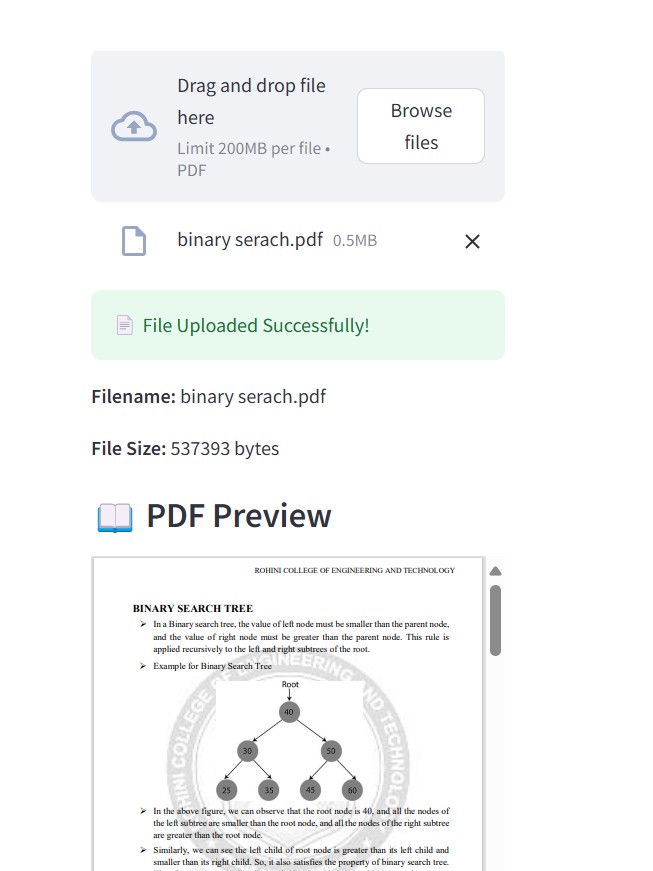 Drag and drop file
here
Limit 200MB per file •
PDF
Browse
files
binary serach.pdf 0.5MB
File Uploaded Successfully!
Filename: binary serach.pdf
File Size: 537393 bytes
PDF Preview
ROHINI COLLEGE OF ENGINEERING AND TECHNOLOGY
BINARY SEARCH TREE
In a Binary search tree, the value of left node must be smaller than the parent node,
and the value of right node must be greater than the parent node. This rule is
applied recursively to the left and right subtrees of the root.
Example for Binary Search Tree
Root
40
30 50
25 35 45 60
In the above figure, we can observe that the root node is 40, and all the nodes of
the left subtree are smaller than the root node, and all the nodes of the right subtree
are greater than the root node.
Similarly, we can see the left child of root node is greater than its left child and
smaller than its right child. So, it also satisfies the property of binary search tree.